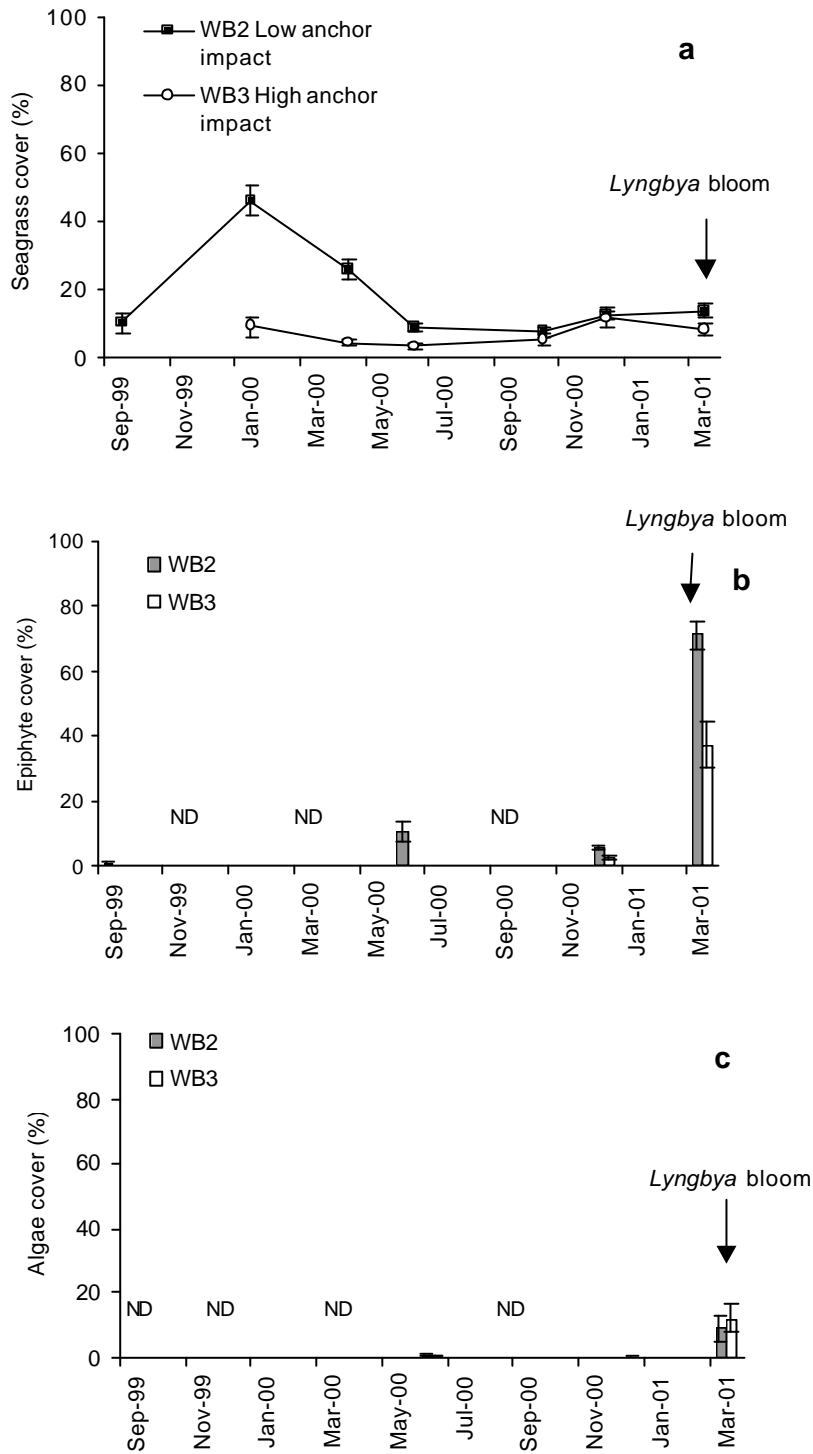 100
80
60
40
20
0
Seagrass cover (%)
WB2 Low anchor
impact
WB3 High anchor
impact
a
Lyngbya bloom
Sep-99
Nov-99
Jan-00
Mar-00
May-00
Jul-00
Sep-00
Nov-00
Jan-01
Mar-01
Lyngbya bloom
100
80
60
40
20
0
Epiphyte cover (%)
WB2
WB3
b
ND
ND
ND
Sep-99
Nov-99
Jan-00
Mar-00
May-00
Jul-00
Sep-00
Nov-00
Jan-01
Mar-01
100
80
60
40
20
0
Algae cover (%)
WB2
WB3
c
Lyngbya bloom
ND
ND
ND
ND
Sep-99
Nov-99
Jan-00
Mar-00
May-00
Jul-00
Sep-00
Nov-00
Jan-01
Mar-01